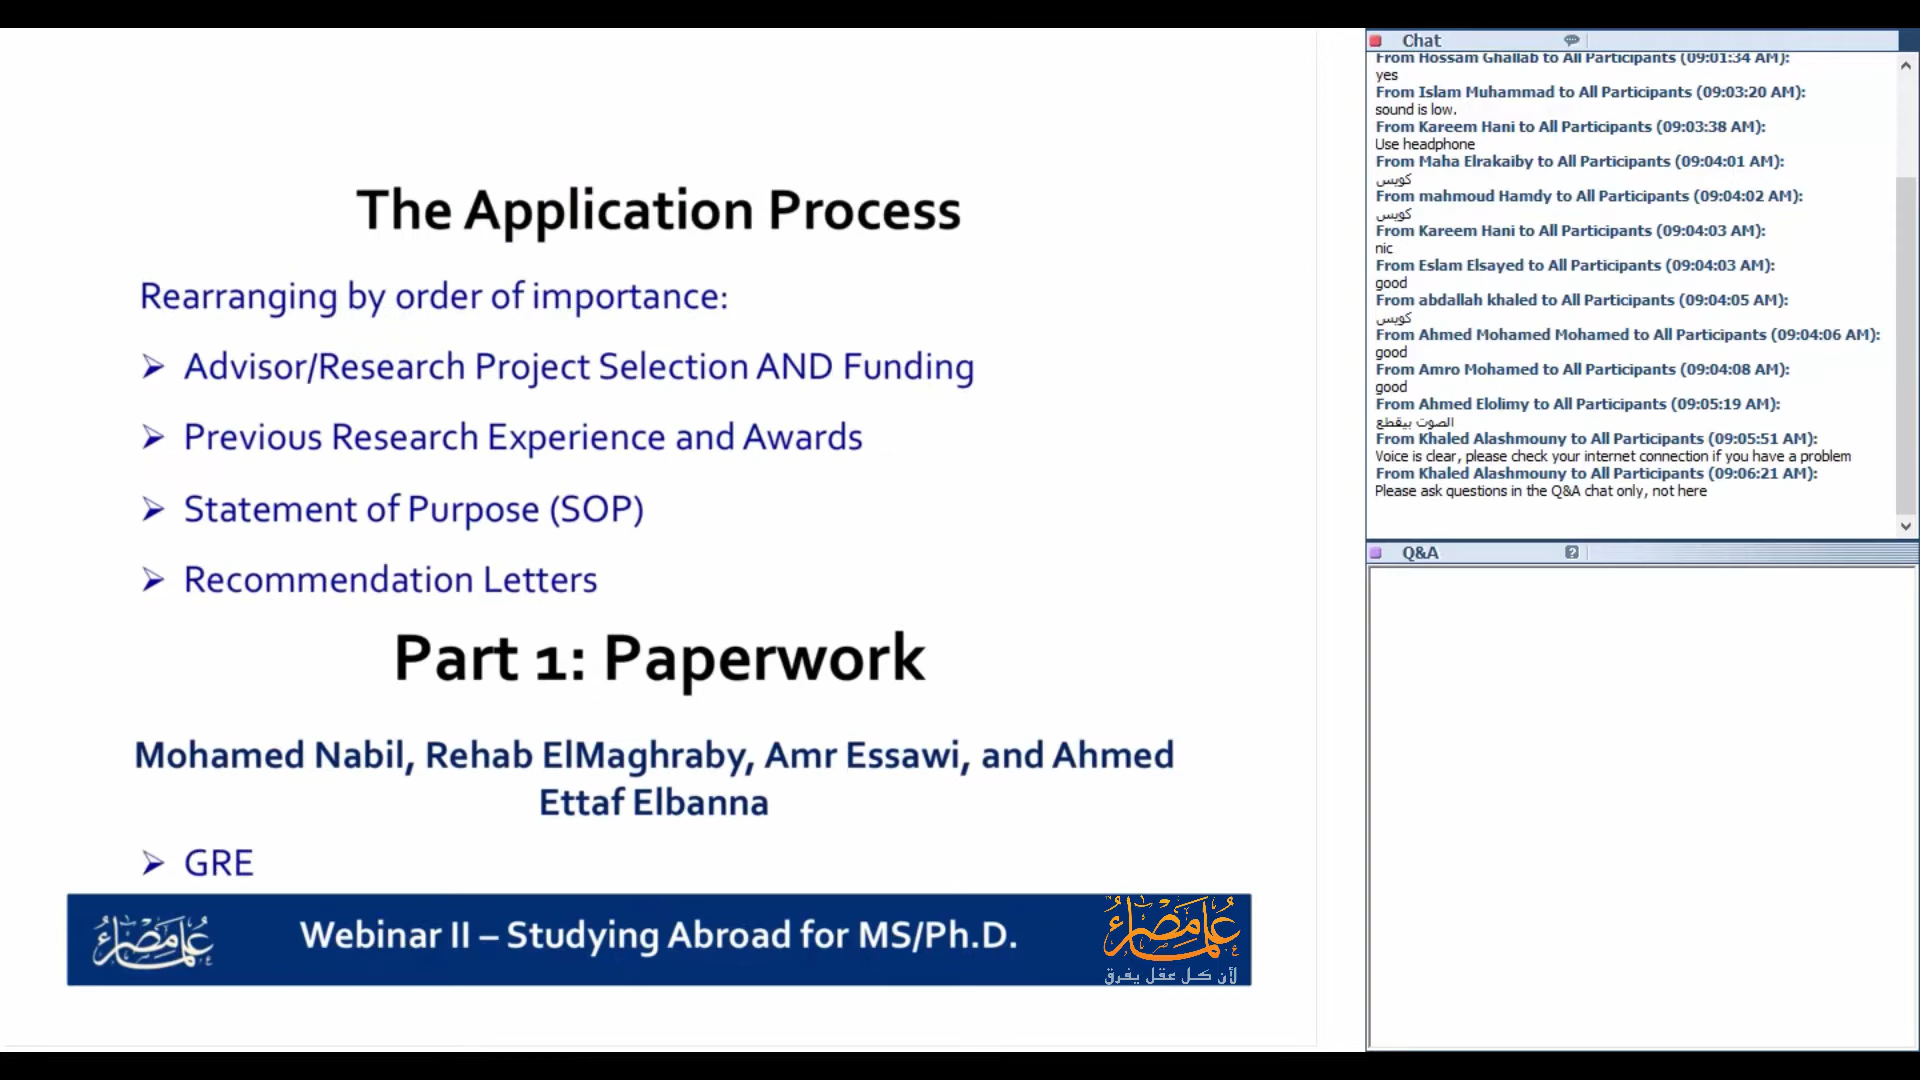 The Application Process
Rearranging by order of importance:
➢ Advisor/Research Project Selection AND Funding
➢ Previous Research Experience and Awards
➢ Statement of Purpose (SOP)
➢ Recommendation Letters
Part 1: Paperwork
Mohamed Nabil, Rehab ElMaghraby, Amr Essawi, and Ahmed
Ettaf Elbanna
➢ GRE
علماء مصر
Webinar II – Studying Abroad for MS/Ph.D.
علماء مصر
لأن كل عقل يفرق
Chat
From Hossam Ghallab to All Participants (09:01:34 AM):
yes
From Islam Muhammad to All Participants (09:03:20 AM):
sound is low.
From Kareem Hani to All Participants (09:03:38 AM):
Use headphone
From Maha Elrakaiby to All Participants (09:04:01 AM):
كويس
From mahmoud Hamdy to All Participants (09:04:02 AM):
كويس
From Kareem Hani to All Participants (09:04:03 AM):
nic
From Eslam Elsayed to All Participants (09:04:03 AM):
good
From abdallah khaled to All Participants (09:04:05 AM):
كويس
From Ahmed Mohamed Mohamed to All Participants (09:04:06 AM):
good
From Amro Mohamed to All Participants (09:04:08 AM):
good
From Ahmed Elolimy to All Participants (09:05:19 AM):
الصوت بيقطع
From Khaled Alashmouny to All Participants (09:05:51 AM):
Voice is clear, please check your internet connection if you have a problem
From Khaled Alashmouny to All Participants (09:06:21 AM):
Please ask questions in the Q&A chat only, not here
Q&A